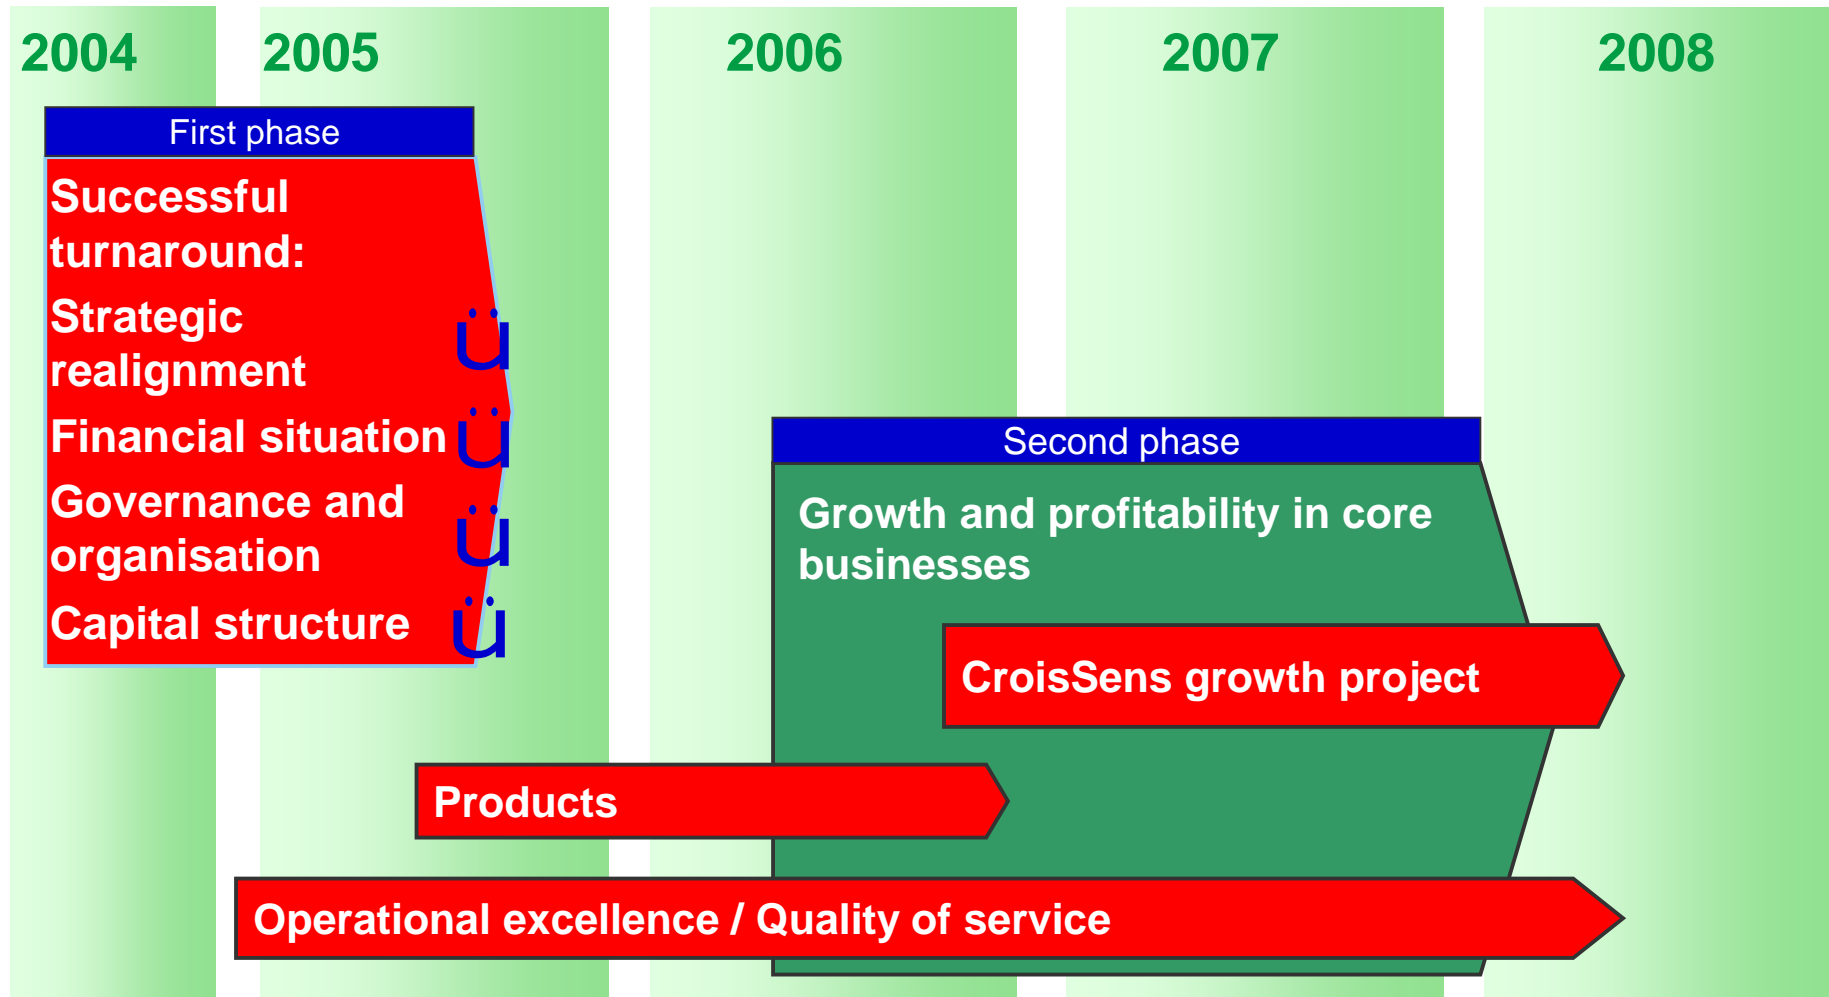 2004 2005 2006 2007 2008
First phase
Successful
turnaround:
Strategic
realignment ü
Financial situation ü
Governance and
organisation ü
Capital structure ü
Second phase
Growth and profitability in core
businesses
CroisSens growth project
Products
Operational excellence / Quality of service